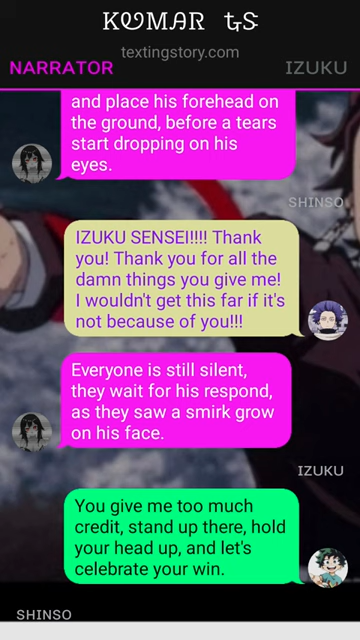 KUMAR TS
textingstory.com
NARRATOR IZUKU
and place his forehead on
the ground, before a tears
start dropping on his
eyes.
SHINSO
IZUKU SENSEI!!!! Thank
you! Thank you for all the
damn things you give me!
I wouldn't get this far if it's
not because of you!!!
Everyone is still silent,
they wait for his respond,
as they saw a smirk grow
on his face.
IZUKU
You give me too much
credit, stand up there, hold
your head up, and let's
celebrate your win.
SHINSO